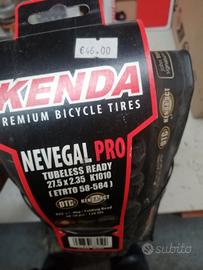 €46.00
KENDA
PREMIUM BICYCLE TIRES
NEVEGAL PRO
TUBELESS READY
27.5 x 2.35 K1010
(ETRTO 58-584)
DTC
subito